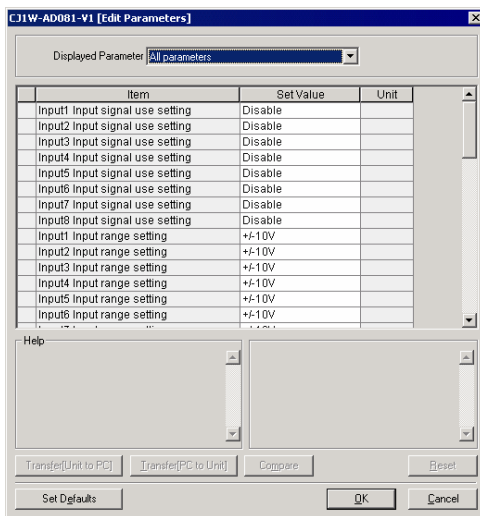 CJ1W-AD081-V1 [Edit Parameters]
Displayed Parameter All parameters
Item Set Value Unit
Input1 Input signal use setting Disable
Input2 Input signal use setting Disable
Input3 Input signal use setting Disable
Input4 Input signal use setting Disable
Input5 Input signal use setting Disable
Input6 Input signal use setting Disable
Input7 Input signal use setting Disable
Input8 Input signal use setting Disable
Input1 Input range setting +/-10V
Input2 Input range setting +/-10V
Input3 Input range setting +/-10V
Input4 Input range setting +/-10V
Input5 Input range setting +/-10V
Input6 Input range setting +/-10V
Help
Transfer[Unit to PC] Transfer[PC to Unit] Compare Reset
Set Defaults OK Cancel